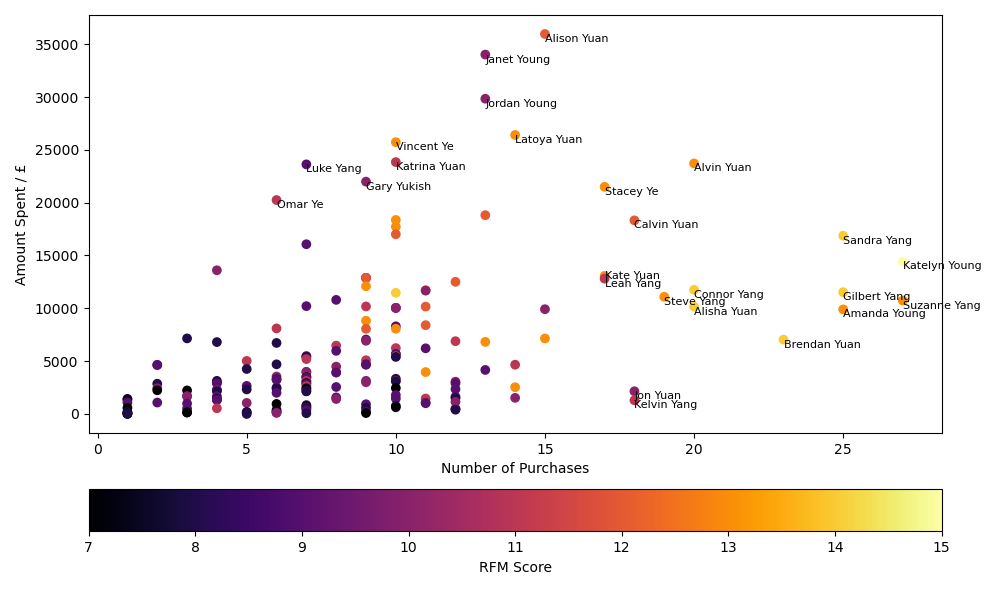 35000
30000
25000
20000
15000
10000
5000
0
Amount Spent / £
Alison Yuan
Janet Young
Jordan Young
Latoya Yuan
Vincent Ye
Katrina Yuan
Luke Yang
Alvin Yuan
Gary Yukish
Stacey Ye
Omar Ye
Calvin Yuan
Sandra Yang
Katelyn Young
Kate Yuan
Leah Yang
Connor Yang
Steve Yang
Gilbert Yang
Alisha Yuan
Suzanne Yang
Amanda Young
Brendan Yuan
Jon Yuan
Kelvin Yang
0 5 10 15 20 25
Number of Purchases
7 8 9 10 11 12 13 14 15
RFM Score